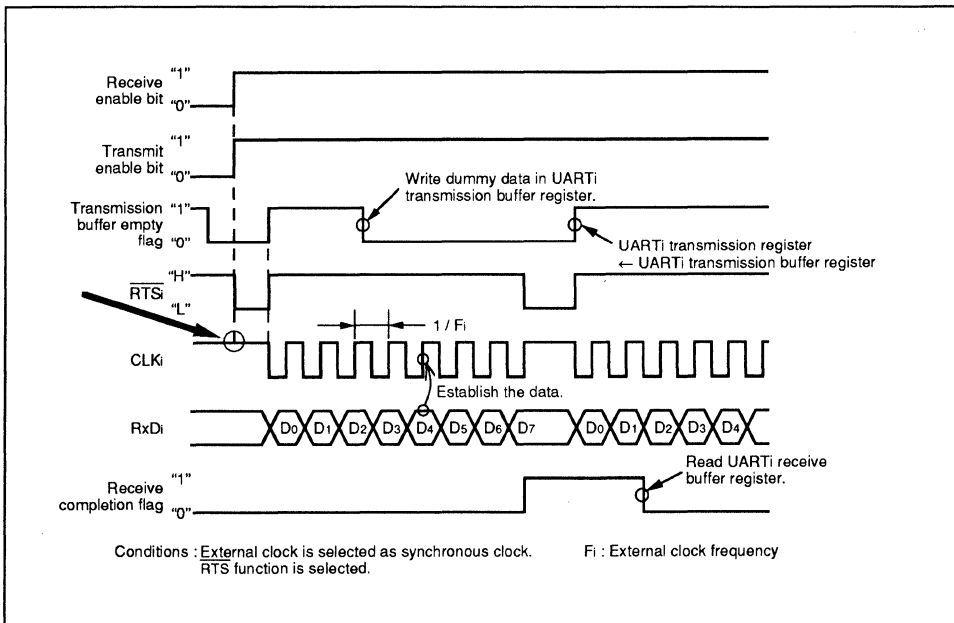 Receive
enable bit
“1”
“0”
Transmit
enable bit
“1”
“0”
Write dummy data in UARTi
transmission buffer register.
Transmission
buffer empty
flag
“1”
“0”
UARTi transmission register
← UARTi transmission buffer register
“H”
RTSi
“L”
1 / Fi
CLKi
Establish the data.
RxDi
D0 D1 D2 D3 D4 D5 D6 D7 D0 D1 D2 D3 D4
Read UARTi receive
buffer register.
Receive
completion flag
“1”
“0”
Conditions : External clock is selected as synchronous clock.
RTS function is selected.
Fi : External clock frequency